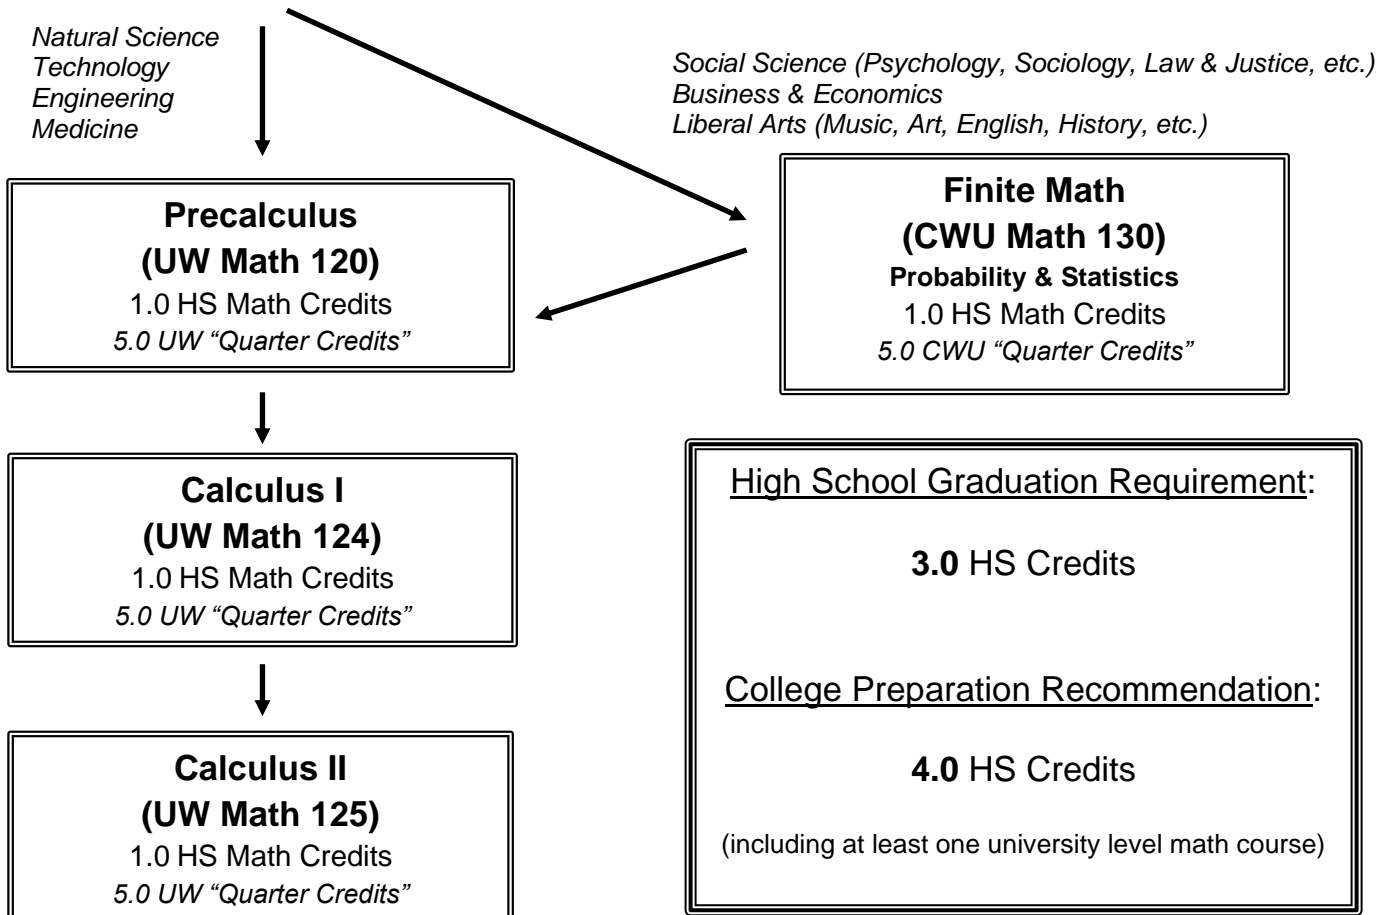 Natural Science
Technology
Engineering
Medicine
Social Science (Psychology, Sociology, Law & Justice, etc.)
Business & Economics
Liberal Arts (Music, Art, English, History, etc.)
Precalculus
(UW Math 120)
1.0 HS Math Credits
5.0 UW “Quarter Credits”
Finite Math
(CWU Math 130)
Probability & Statistics
1.0 HS Math Credits
5.0 CWU “Quarter Credits”
Calculus I
(UW Math 124)
1.0 HS Math Credits
5.0 UW “Quarter Credits”
High School Graduation Requirement:
3.0 HS Credits
College Preparation Recommendation:
4.0 HS Credits
(including at least one university level math course)
Calculus II
(UW Math 125)
1.0 HS Math Credits
5.0 UW “Quarter Credits”